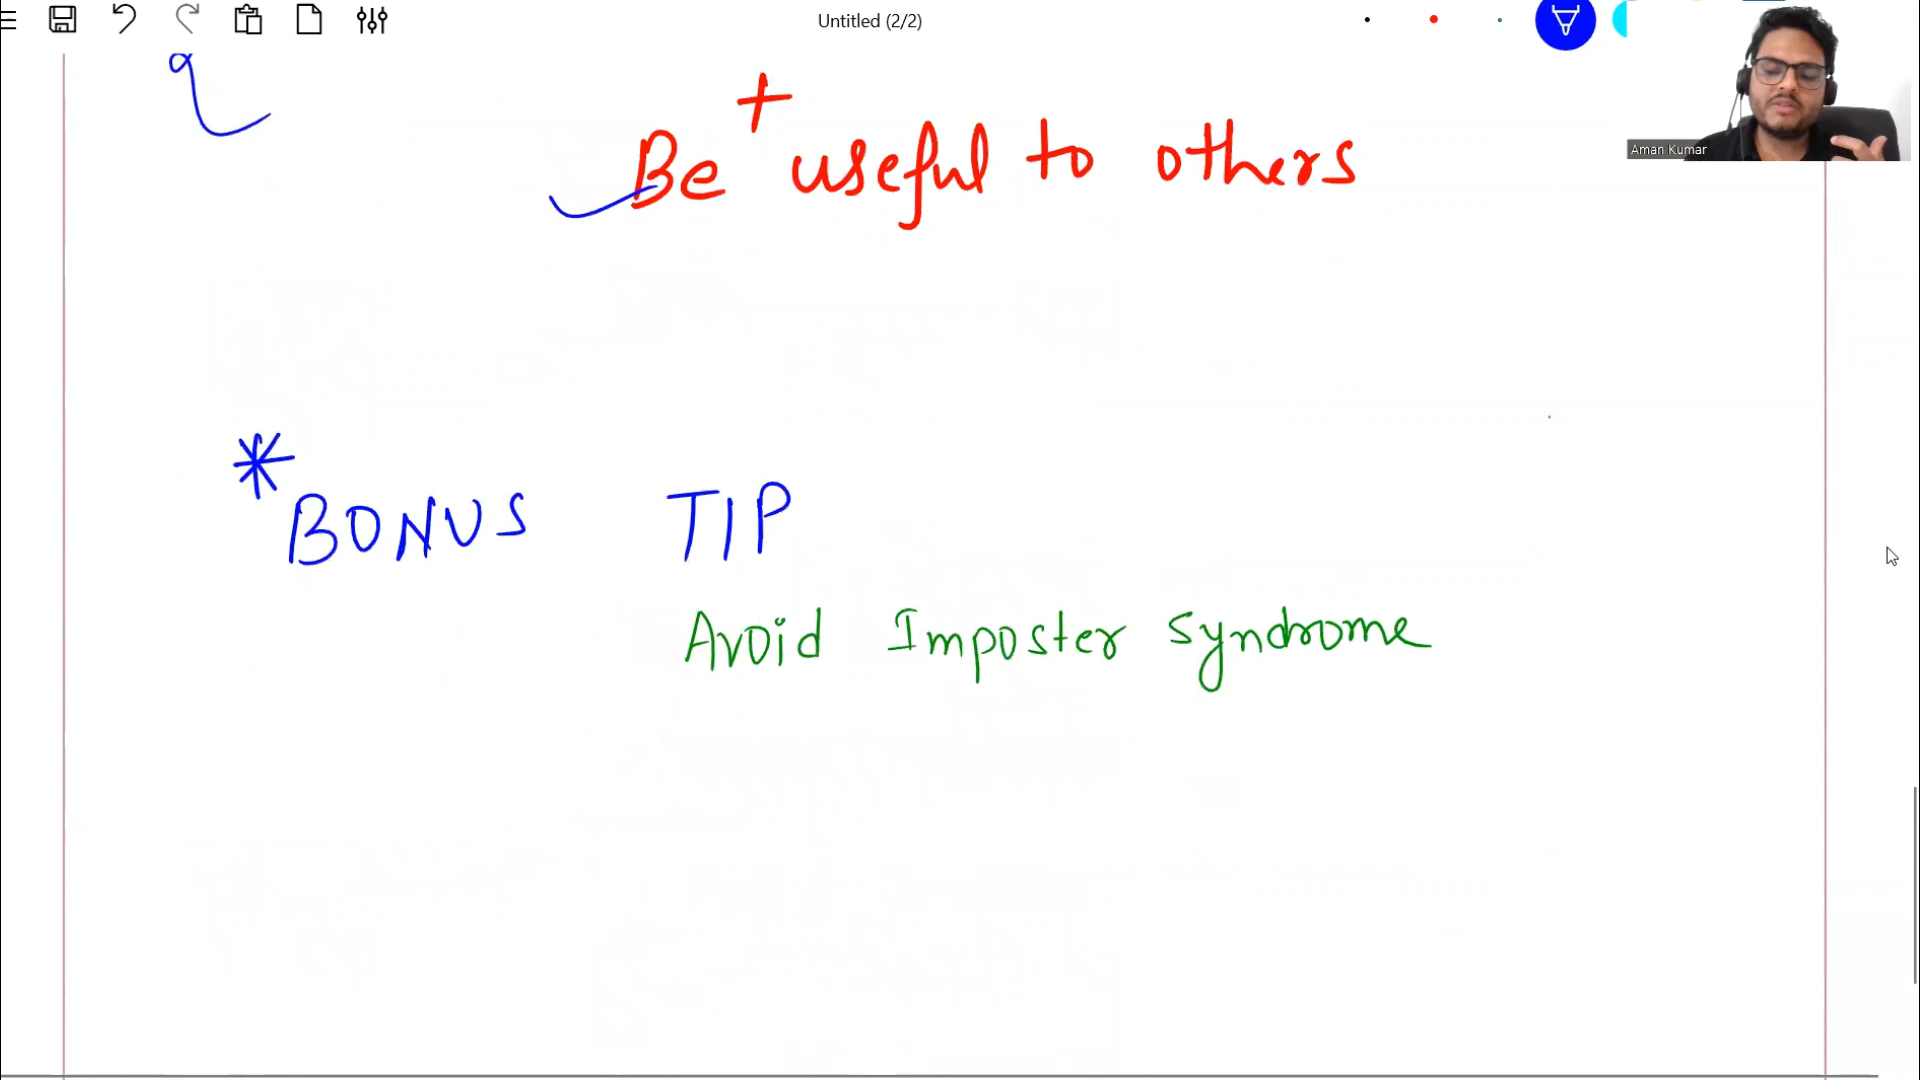 Untitled (2/2)
Aman Kumar
+
Be useful to others
* BONUS TIP
Avoid Imposter Syndrome